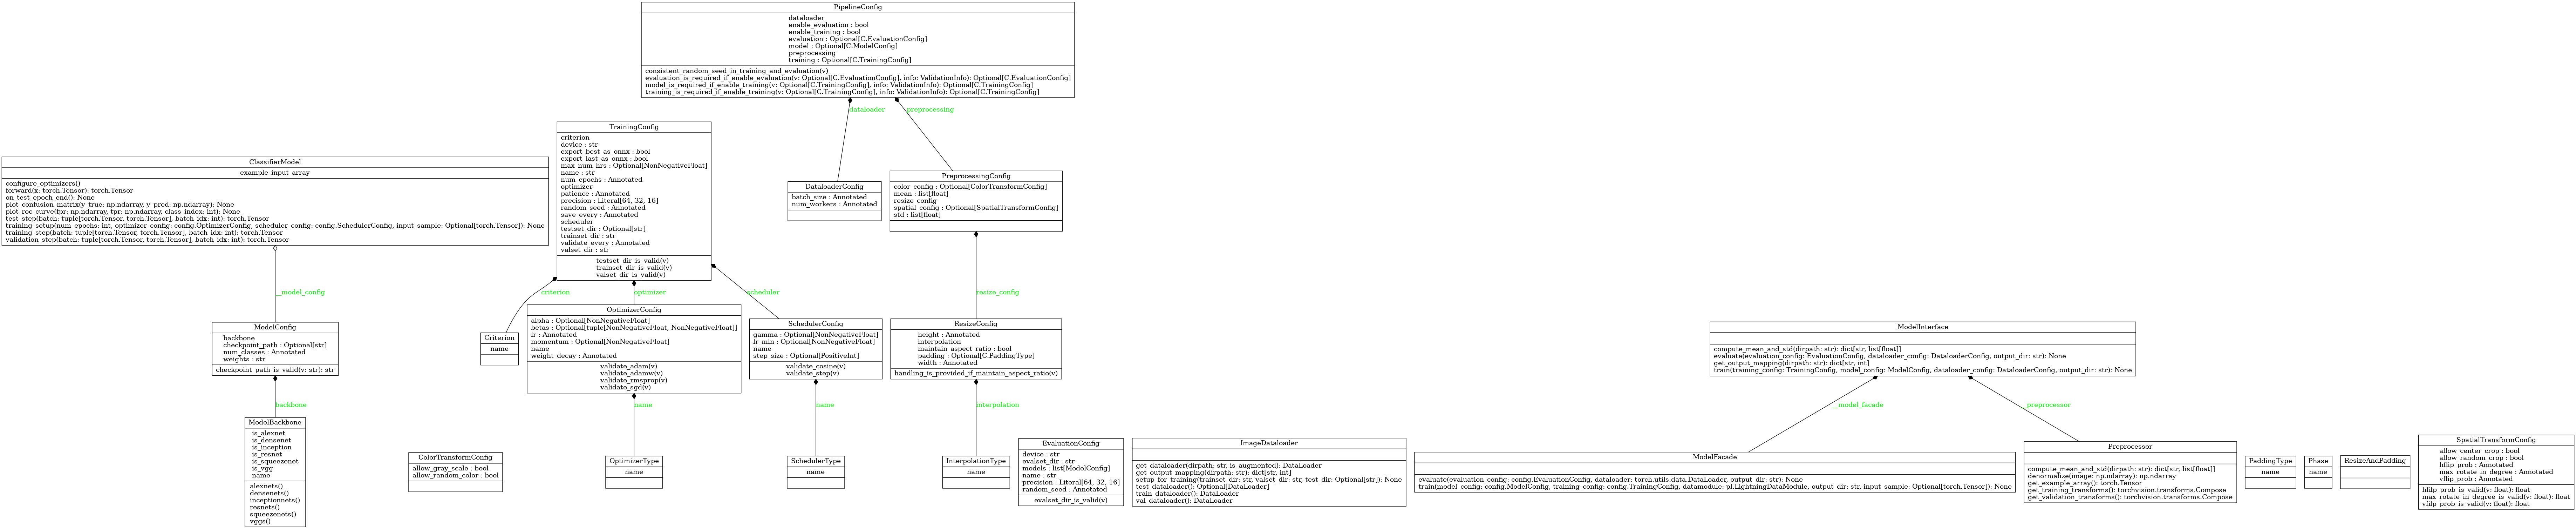 PipelineConfig
dataloader
enable_evaluation : bool
enable_training : bool
evaluation : Optional[C.EvaluationConfig]
model : Optional[C.ModelConfig]
preprocessing
training : Optional[C.TrainingConfig]
consistent_random_seed_in_training_and_evaluation(v)
evaluation_is_required_if_enable_evaluation(v: Optional[C.EvaluationConfig], info: ValidationInfo): Optional[C.EvaluationConfig]
model_is_required_if_enable_training(v: Optional[C.TrainingConfig], info: ValidationInfo): Optional[C.TrainingConfig]
training_is_required_if_enable_training(v: Optional[C.TrainingConfig], info: ValidationInfo): Optional[C.TrainingConfig]
dataloader
preprocessing
TrainingConfig
criterion
device : str
export_best_as_onnx : bool
export_last_as_onnx : bool
max_num_hrs : Optional[NonNegativeFloat]
name : str
num_epochs : Annotated
optimizer
patience : Annotated
precision : Literal[64, 32, 16]
random_seed : Annotated
save_every : Annotated
scheduler
testset_dir : Optional[str]
trainset_dir : str
validate_every : Annotated
valset_dir : str
testset_dir_is_valid(v)
trainset_dir_is_valid(v)
valset_dir_is_valid(v)
ClassifierModel
example_input_array
configure_optimizers()
forward(x: torch.Tensor): torch.Tensor
on_test_epoch_end(): None
plot_confusion_matrix(y_true: np.ndarray, y_pred: np.ndarray): None
plot_roc_curve(fpr: np.ndarray, tpr: np.ndarray, class_index: int): None
test_step(batch: tuple[torch.Tensor, torch.Tensor], batch_idx: int): torch.Tensor
training_setup(num_epochs: int, optimizer_config: config.OptimizerConfig, scheduler_config: config.SchedulerConfig, input_sample: Optional[torch.Tensor]): None
training_step(batch: tuple[torch.Tensor, torch.Tensor], batch_idx: int): torch.Tensor
validation_step(batch: tuple[torch.Tensor, torch.Tensor], batch_idx: int): torch.Tensor
DataloaderConfig
batch_size : Annotated
num_workers : Annotated
PreprocessingConfig
color_config : Optional[ColorTransformConfig]
mean : list[float]
resize_config
spatial_config : Optional[SpatialTransformConfig]
std : list[float]
__model_config
criterion
optimizer
scheduler
resize_config
ModelConfig
backbone
checkpoint_path : Optional[str]
num_classes : Annotated
weights : str
checkpoint_path_is_valid(v: str): str
Criterion
name
OptimizerConfig
alpha : Optional[NonNegativeFloat]
betas : Optional[tuple[NonNegativeFloat, NonNegativeFloat]]
lr : Annotated
momentum : Optional[NonNegativeFloat]
name
weight_decay : Annotated
validate_adam(v)
validate_adamw(v)
validate_rmsprop(v)
validate_sgd(v)
SchedulerConfig
gamma : Optional[NonNegativeFloat]
lr_min : Optional[NonNegativeFloat]
name
step_size : Optional[PositiveInt]
validate_cosine(v)
validate_step(v)
ResizeConfig
height : Annotated
interpolation
maintain_aspect_ratio : bool
padding : Optional[C.PaddingType]
width : Annotated
handling_is_provided_if_maintain_aspect_ratio(v)
ModelInterface
compute_mean_and_std(dirpath: str): dict[str, list[float]]
evaluate(evaluation_config: EvaluationConfig, dataloader_config: DataloaderConfig, output_dir: str): None
get_output_mapping(dirpath: str): dict[str, int]
train(training_config: TrainingConfig, model_config: ModelConfig, dataloader_config: DataloaderConfig, output_dir: str): None
backbone
name
name
interpolation
__model_facade
preprocessor
ModelBackbone
is_alexnet
is_densenet
is_inception
is_resnet
is_squeezenet
is_vgg
name
alexnets()
densenets()
inceptionnets()
resnets()
squeezenets()
vggs()
ColorTransformConfig
allow_gray_scale : bool
allow_random_color : bool
OptimizerType
name
SchedulerType
name
InterpolationType
name
EvaluationConfig
device : str
evalset_dir : str
models : list[ModelConfig]
name : str
precision : Literal[64, 32, 16]
random_seed : Annotated
evalset_dir_is_valid(v)
ImageDataloader
get_dataloader(dirpath: str, is_augmented): DataLoader
get_output_mapping(dirpath: str): dict[str, int]
setup_for_training(trainset_dir: str, valset_dir: str, test_dir: Optional[str]): None
test_dataloader(): Optional[DataLoader]
train_dataloader(): DataLoader
val_dataloader(): DataLoader
ModelFacade
evaluate(evaluation_config: config.EvaluationConfig, dataloader: torch.utils.data.DataLoader, output_dir: str): None
train(model_config: config.ModelConfig, training_config: config.TrainingConfig, datamodule: pl.LightningDataModule, output_dir: str, input_sample: Optional[torch.Tensor]): None
Preprocessor
compute_mean_and_std(dirpath: str): dict[str, list[float]]
denormalize(image: np.ndarray): np.ndarray
get_example_array(): torch.Tensor
get_training_transforms(): torchvision.transforms.Compose
get_validation_transforms(): torchvision.transforms.Compose
PaddingType
name
Phase
name
ResizeAndPadding
SpatialTransformConfig
allow_center_crop : bool
allow_random_crop : bool
hflip_prob : Annotated
max_rotate_in_degree : Annotated
vflip_prob : Annotated
hfilp_prob_is_valid(v: float): float
max_rotate_in_degree_is_valid(v: float): float
vfilp_prob_is_valid(v: float): float